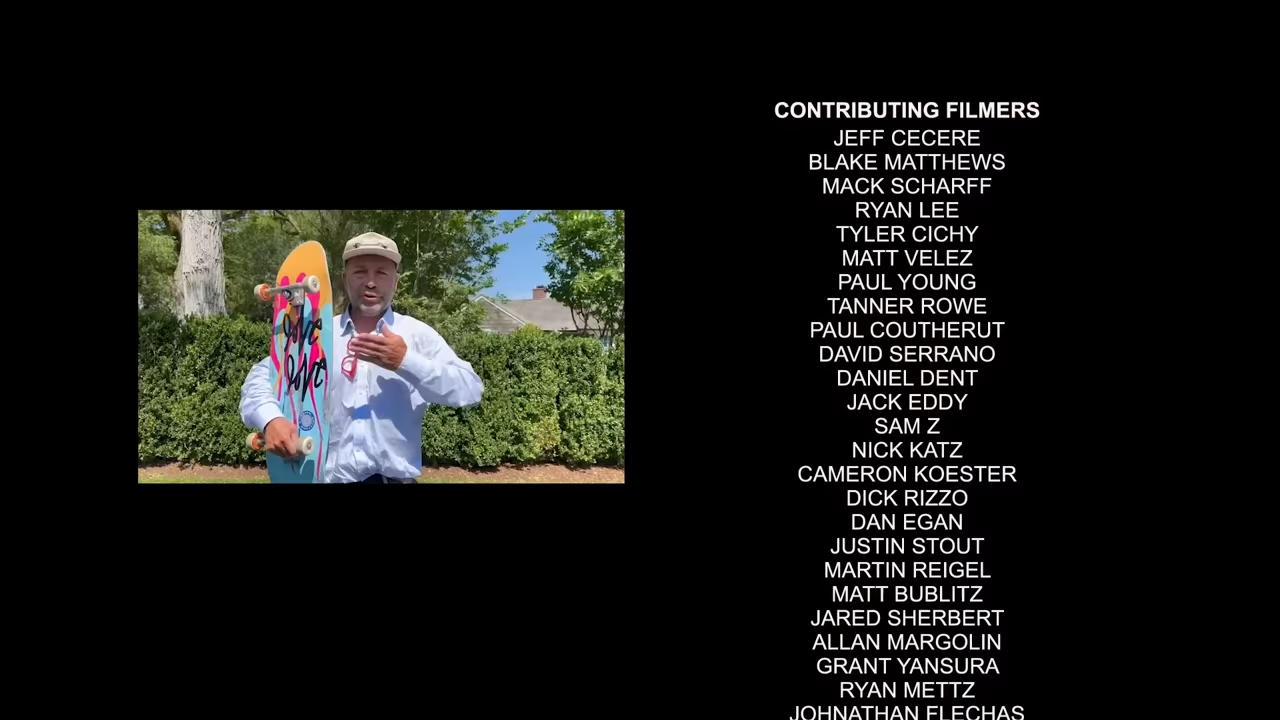 CONTRIBUTING FILMERS
JEFF CECERE
BLAKE MATTHEWS
MACK SCHARFF
RYAN LEE
TYLER CICHY
MATT VELEZ
PAUL YOUNG
TANNER ROWE
PAUL COUTHERUT
DAVID SERRANO
DANIEL DENT
JACK EDDY
SAM Z
NICK KATZ
CAMERON KOESTER
DICK RIZZO
DAN EGAN
JUSTIN STOUT
MARTIN REIGEL
MATT BUBLITZ
JARED SHERBERT
ALLAN MARGOLIN
GRANT YANSURA
RYAN METTZ
JOHNATHAN FLECHAS